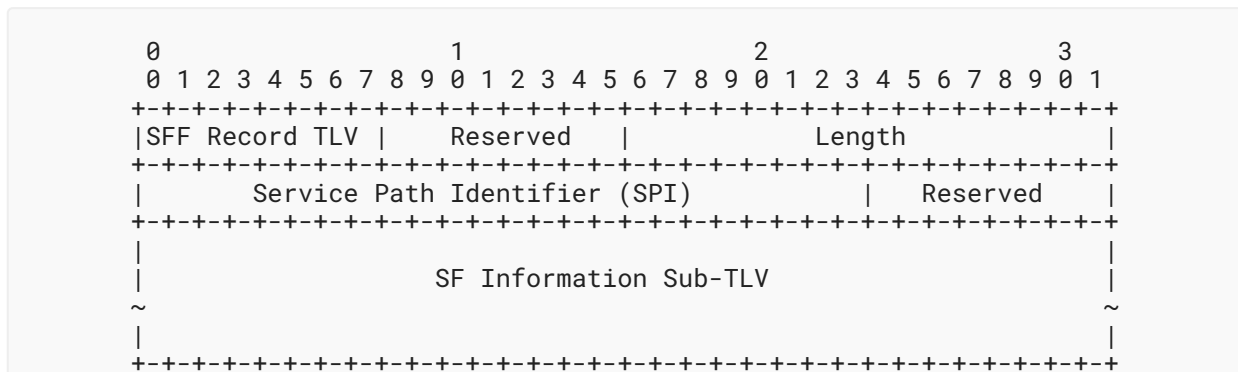 0                   1                   2                   3
 0 1 2 3 4 5 6 7 8 9 0 1 2 3 4 5 6 7 8 9 0 1 2 3 4 5 6 7 8 9 0 1
+-+-+-+-+-+-+-+-+-+-+-+-+-+-+-+-+-+-+-+-+-+-+-+-+-+-+-+-+-+-+-+-+
|SFF Record TLV |    Reserved   |            Length             |
+-+-+-+-+-+-+-+-+-+-+-+-+-+-+-+-+-+-+-+-+-+-+-+-+-+-+-+-+-+-+-+-+
|       Service Path Identifier (SPI)           |   Reserved    |
+-+-+-+-+-+-+-+-+-+-+-+-+-+-+-+-+-+-+-+-+-+-+-+-+-+-+-+-+-+-+-+-+
|                                                               |
|                   SF Information Sub-TLV                      |
~                                                               ~
|                                                               |
+-+-+-+-+-+-+-+-+-+-+-+-+-+-+-+-+-+-+-+-+-+-+-+-+-+-+-+-+-+-+-+-+